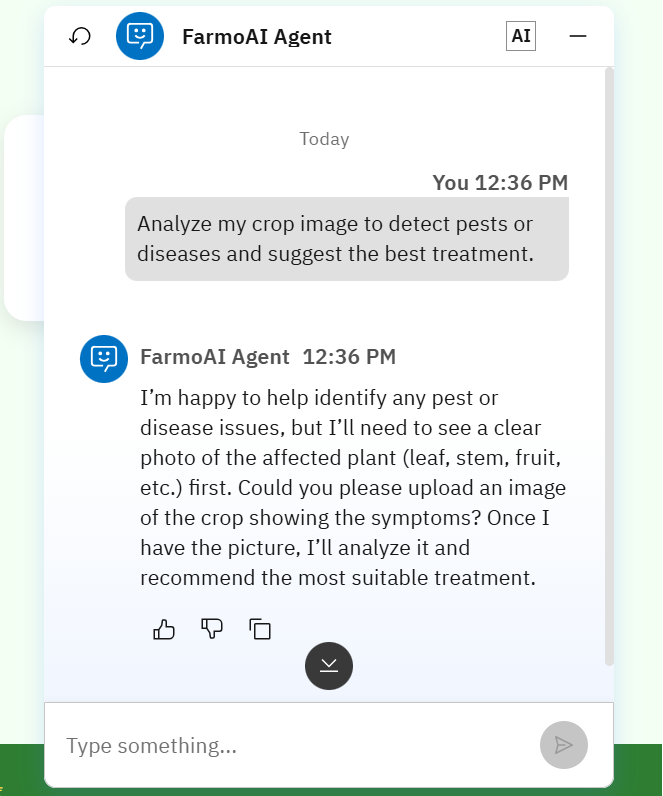 FarmoAI Agent
AI
Today
You 12:36 PM
Analyze my crop image to detect pests or
diseases and suggest the best treatment.
FarmoAI Agent 12:36 PM
I’m happy to help identify any pest or
disease issues, but I’ll need to see a clear
photo of the affected plant (leaf, stem, fruit,
etc.) first. Could you please upload an image
of the crop showing the symptoms? Once I
have the picture, I’ll analyze it and
recommend the most suitable treatment.
Type something...